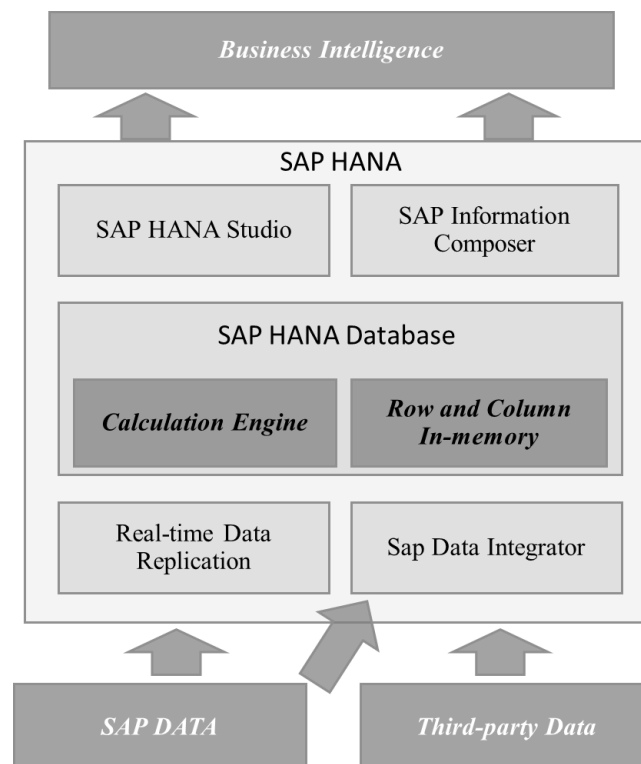 Business Intelligence
SAP HANA
SAP HANA Studio
SAP Information
Composer
SAP HANA Database
Calculation Engine
Row and Column
In-memory
Real-time Data
Replication
Sap Data Integrator
SAP DATA
Third-party Data